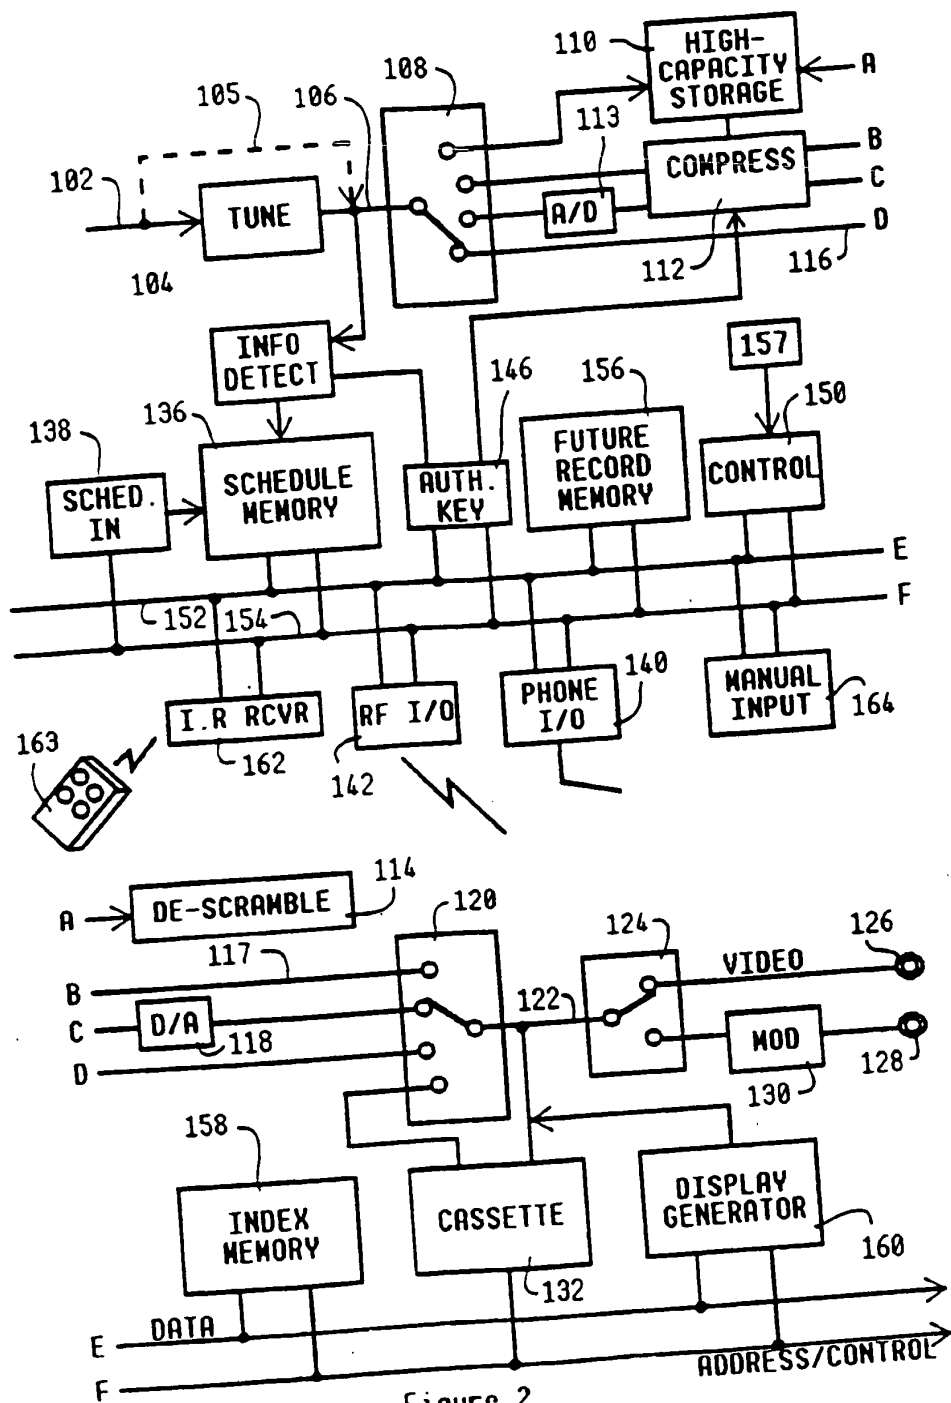 110
HIGH-
CAPACITY
STORAGE
A
108
105
106
113
COMPRESS
B
C
102
TUNE
A/D
D
112
116
104
INFO
DETECT
146
156
157
150
138
136
FUTURE
RECORD
MEMORY
CONTROL
SCHED.
IN
SCHEDULE
MEMORY
AUTH.
KEY
E
152
154
F
I.R RCVR
RF I/O
PHONE
I/O
140
MANUAL
INPUT
164
163
162
142
A
DE-SCRAMBLE
114
120
124
126
117
VIDEO
B
122
C
D/A
118
MOD
D
130
128
158
INDEX
MEMORY
CASSETTE
DISPLAY
GENERATOR
132
160
E
DATA
F
ADDRESS/CONTROL
Figure 2